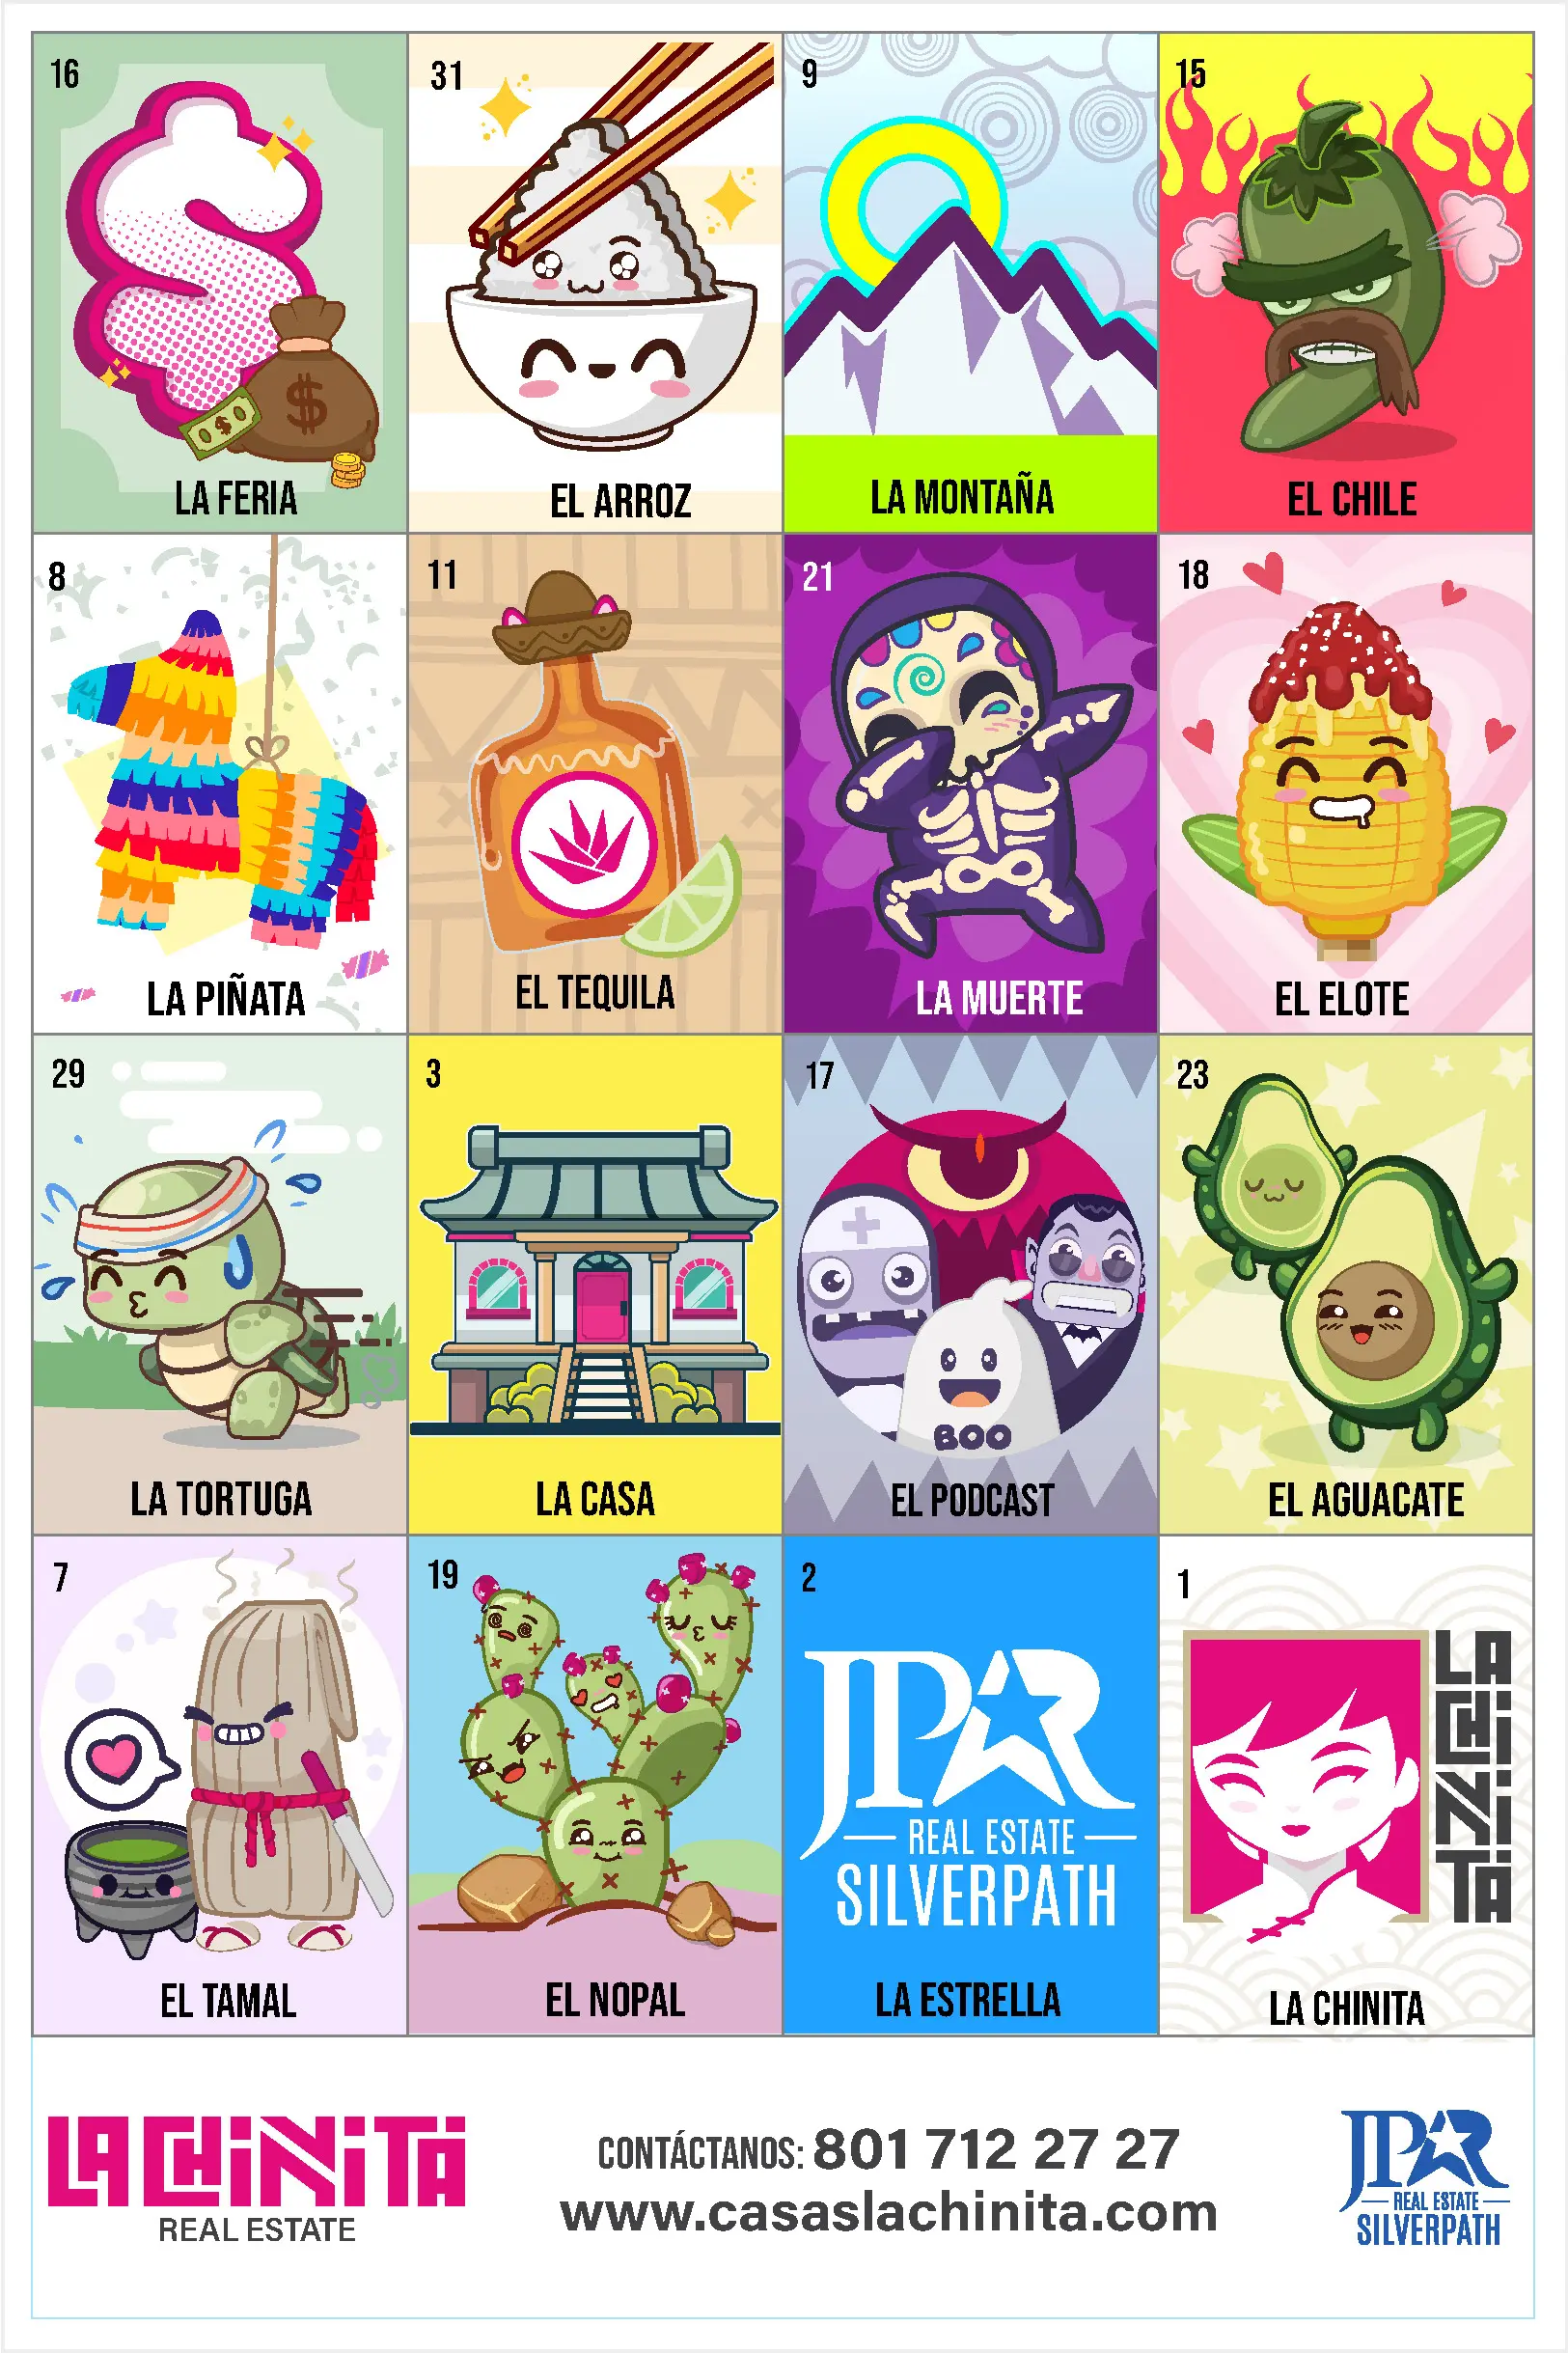 16
LA FERIA
31
EL ARROZ
9
LA MONTAÑA
15
EL CHILE
8
LA PIÑATA
11
EL TEQUILA
21
LA MUERTE
18
EL ELOTE
29
LA TORTUGA
3
LA CASA
17
BOO
EL PODCAST
23
EL AGUACATE
7
EL TAMAL
19
EL NOPAL
2
JPAR
REAL ESTATE
SILVERPATH
LA ESTRELLA
1
LA
CHI
NI
TA
LA CHINITA
LA CHINITA
REAL ESTATE
CONTÁCTANOS: 801 712 27 27
www.casaslachinita.com
JPAR
REAL ESTATE
SILVERPATH